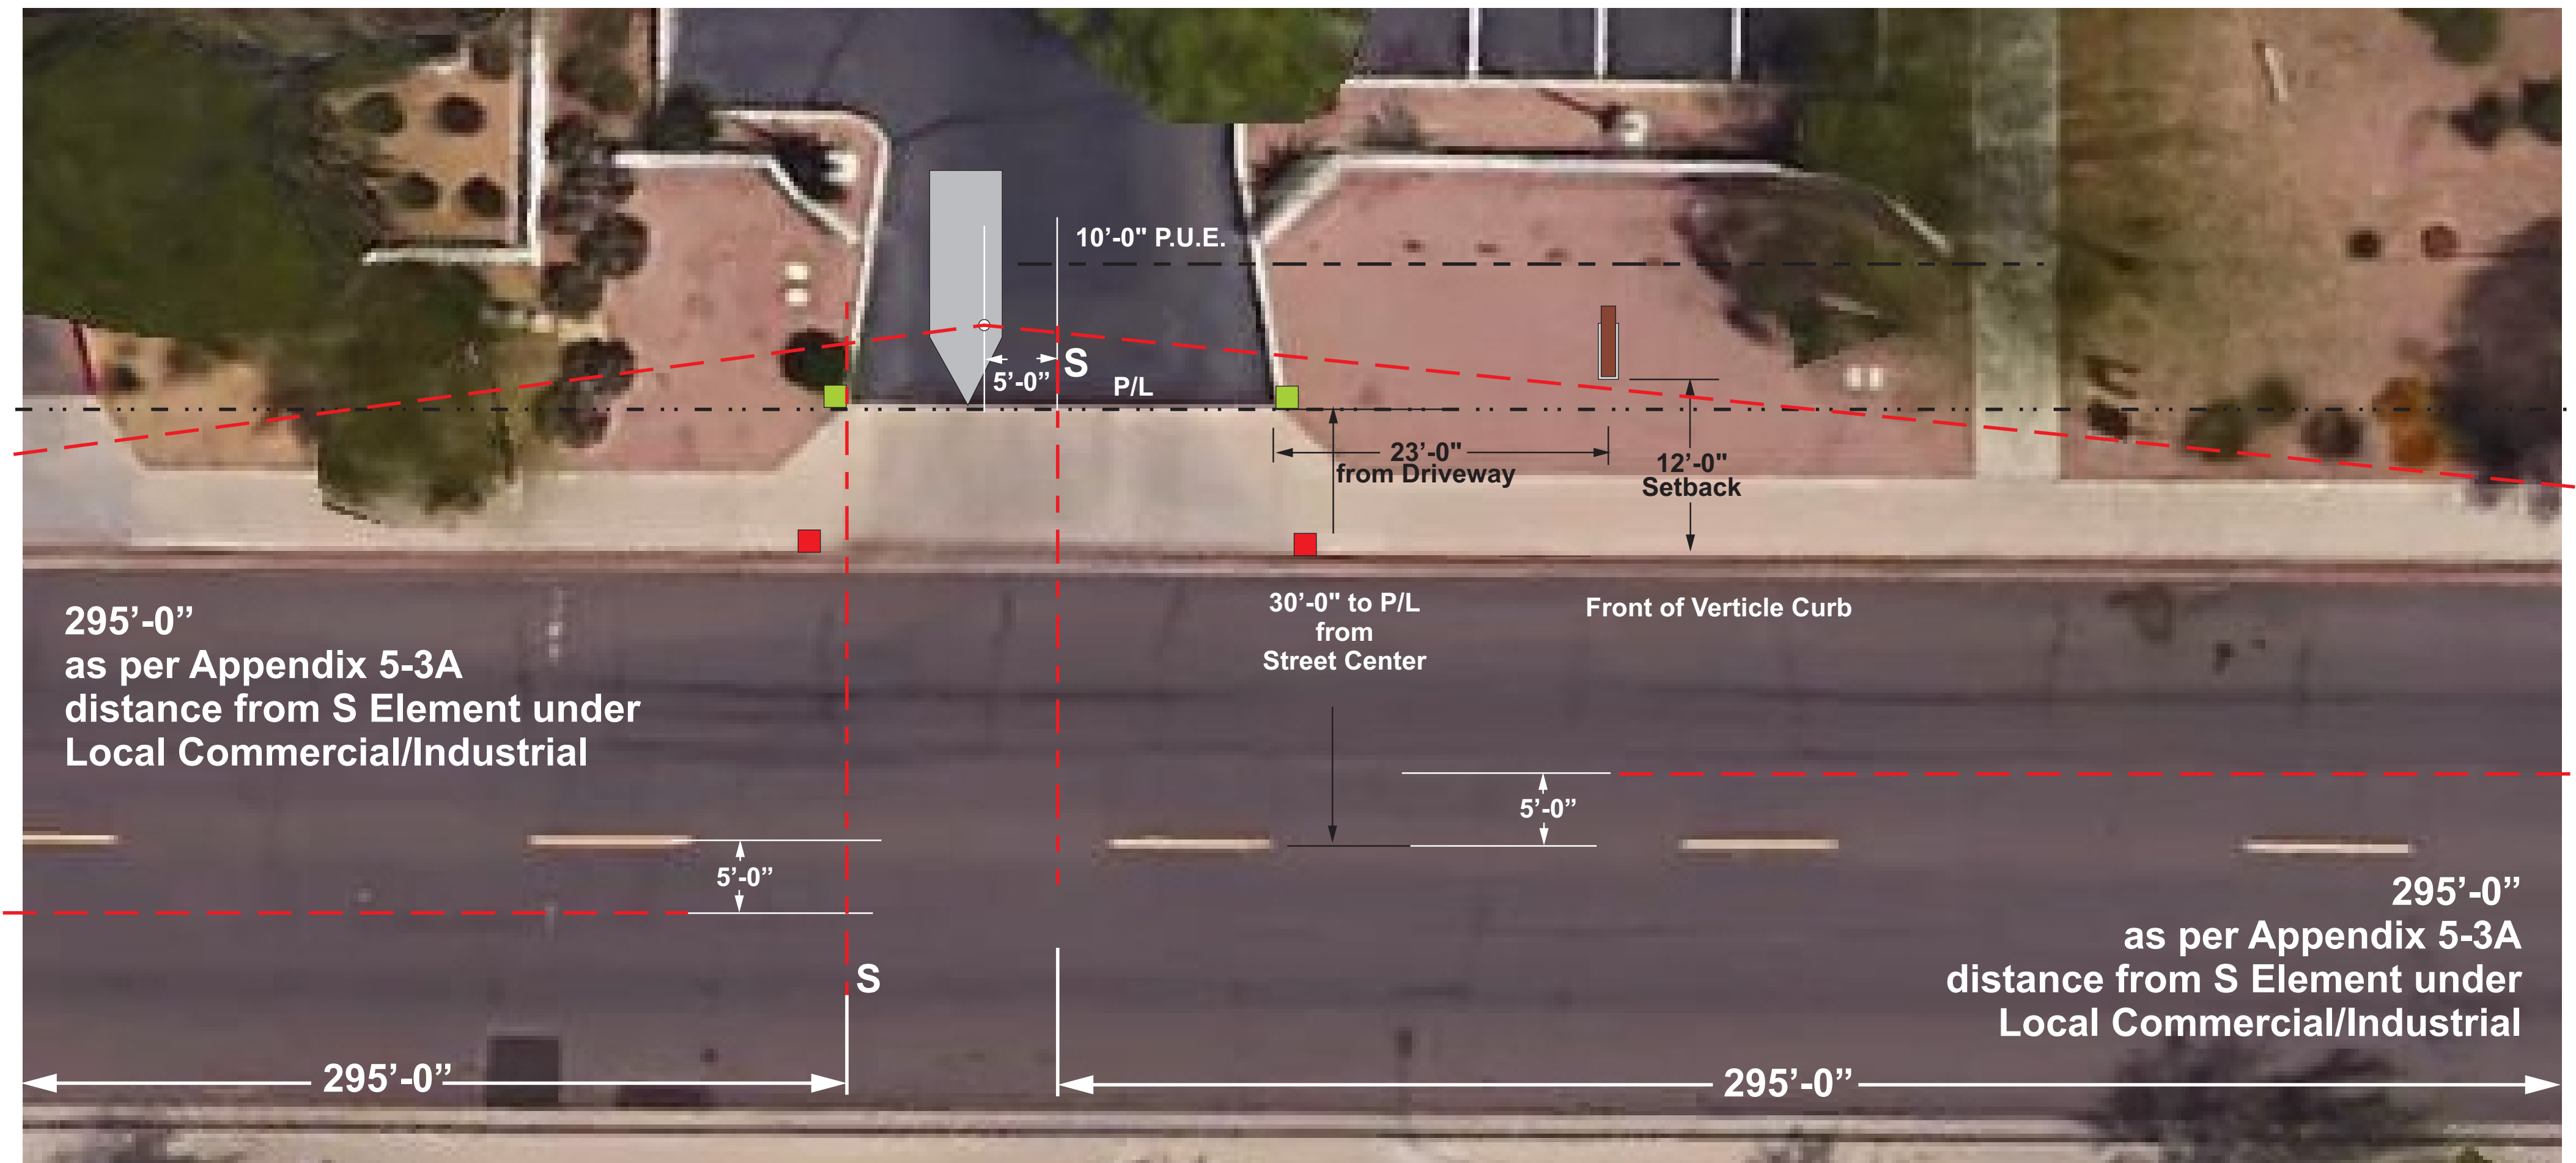 10’-0" P.U.E.
S
5’-0”
P/L
23’-0"
from Driveway
12’-0"
Setback
295’-0”
as per Appendix 5-3A
distance from S Element under
Local Commercial/Industrial
30’-0" to P/L
from
Street Center
Front of Verticle Curb
5’-0”
5’-0”
S
295’-0”
as per Appendix 5-3A
distance from S Element under
Local Commercial/Industrial
295’-0”
295’-0”